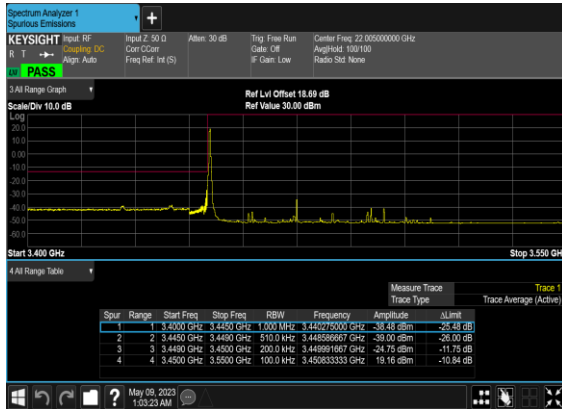 Spectrum Analyzer 1
Spurious Emissions
KEYSIGHT Input: RF Input Z: 50 Ω Atten: 30 dB Trig: Free Run Center Freq: 22.005000000 GHz
R T Coupling: DC Corr CCorr Gate: Off Avg|Hold: 100/100
Align: Auto Freq Ref: Int (S) IF Gain: Low Radio Std: None
LW PASS
3 All Range Graph
Ref Lvl Offset 18.69 dB
Scale/Div 10.0 dB Ref Value 30.00 dBm
Log
20.0
10.0
0.00
-10.0
-20.0
-30.0
-40.0
-50.0
-60.0
Start 3.400 GHz Stop 3.550 GH
4 All Range Table
Measure Trace Trace 1
Trace Type Trace Average (Active)
Spur Range Start Freq Stop Freq RBW Frequency Amplitude ΔLimit
1 1 3.4000 GHz 3.4450 GHz 1.000 MHz 3.440275000 GHz -38.48 dBm -25.48 dB
2 2 3.4450 GHz 3.4490 GHz 510.0 kHz 3.448586667 GHz -39.00 dBm -26.00 dB
3 3 3.4490 GHz 3.4500 GHz 200.0 kHz 3.449991667 GHz -24.75 dBm -11.75 dB
4 4 3.4500 GHz 3.5500 GHz 100.0 kHz 3.450833333 GHz 19.16 dBm -10.84 dB
May 09, 2023
1:03:23 AM